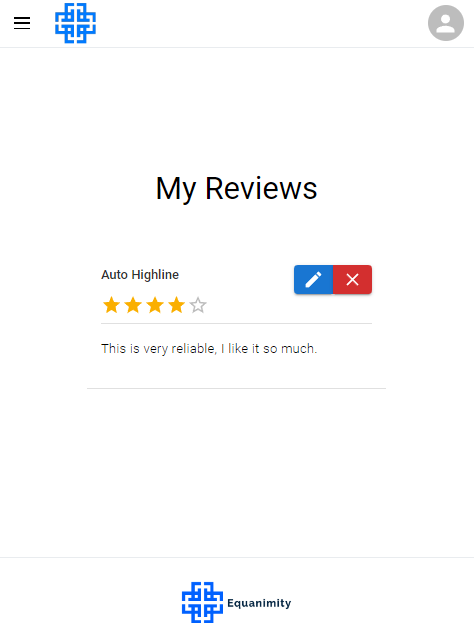 My Reviews
Auto Highline
This is very reliable, I like it so much.
Equanimity